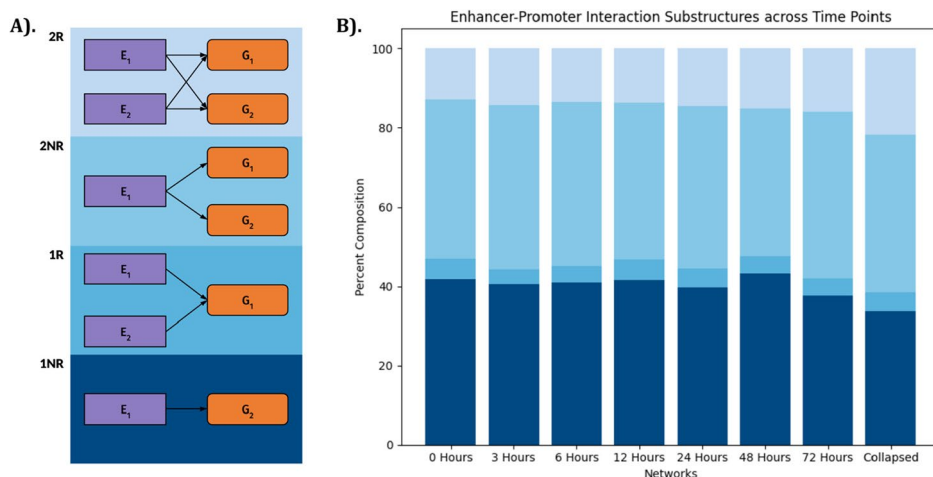 A).
2R
E1
G1
E2
G2
2NR
G1
E1
G2
1R
E1
G1
E2
1NR
E1
G2
B).
Enhancer-Promoter Interaction Substructures across Time Points
Percent Composition
100
80
60
40
20
0
0 Hours 3 Hours 6 Hours 12 Hours 24 Hours 48 Hours 72 Hours Collapsed
Networks